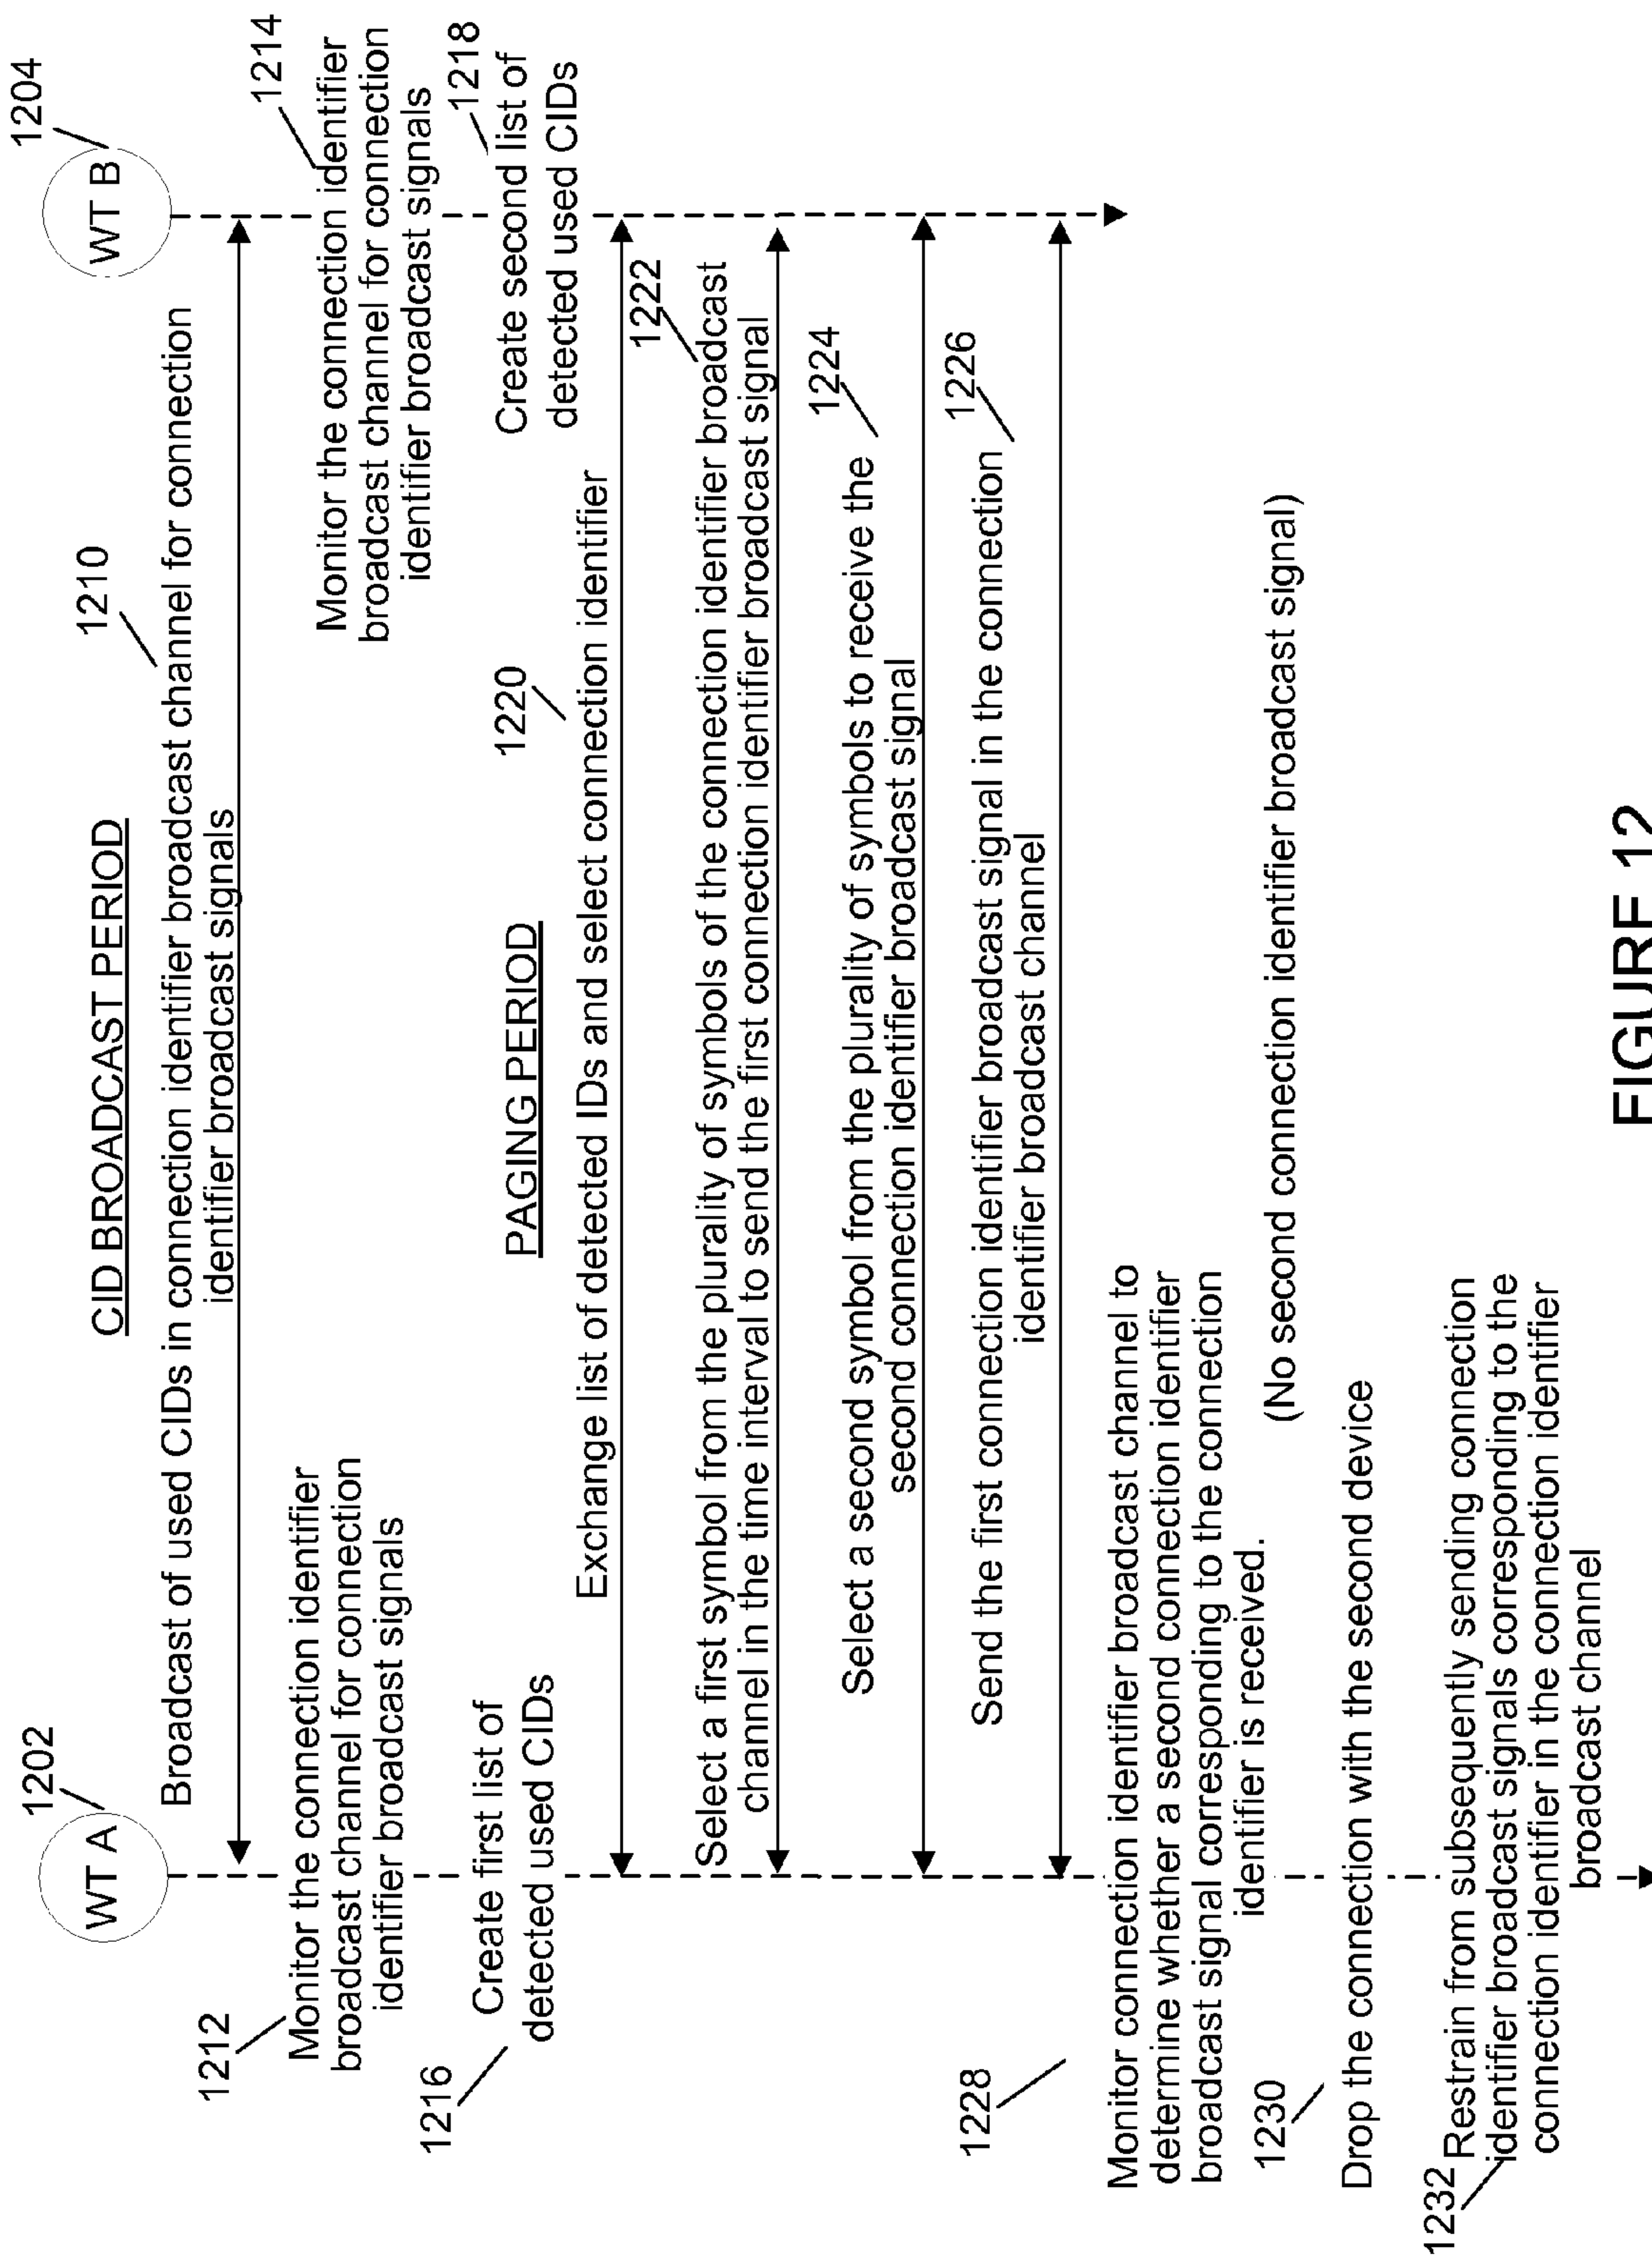 1202
WT A
1204
WT B
CID BROADCAST PERIOD
1210
Broadcast of used CIDs in connection identifier broadcast channel for connection
identifier broadcast signals
1212
Monitor the connection identifier
broadcast channel for connection
identifier broadcast signals
1214
Monitor the connection identifier
broadcast channel for connection
identifier broadcast signals
1216
Create first list of
detected used CIDs
1218
Create second list of
detected used CIDs
PAGING PERIOD
1220
Exchange list of detected IDs and select connection identifier
1222
Select a first symbol from the plurality of symbols of the connection identifier broadcast
channel in the time interval to send the first connection identifier broadcast signal
1224
Select a second symbol from the plurality of symbols to receive the
second connection identifier broadcast signal
1226
Send the first connection identifier broadcast signal in the connection
identifier broadcast channel
1228
Monitor connection identifier broadcast channel to
determine whether a second connection identifier
broadcast signal corresponding to the connection
identifier is received.
(No second connection identifier broadcast signal)
1230
Drop the connection with the second device
1232
Restrain from subsequently sending connection
identifier broadcast signals corresponding to the
connection identifier in the connection identifier
broadcast channel
FIGURE 12